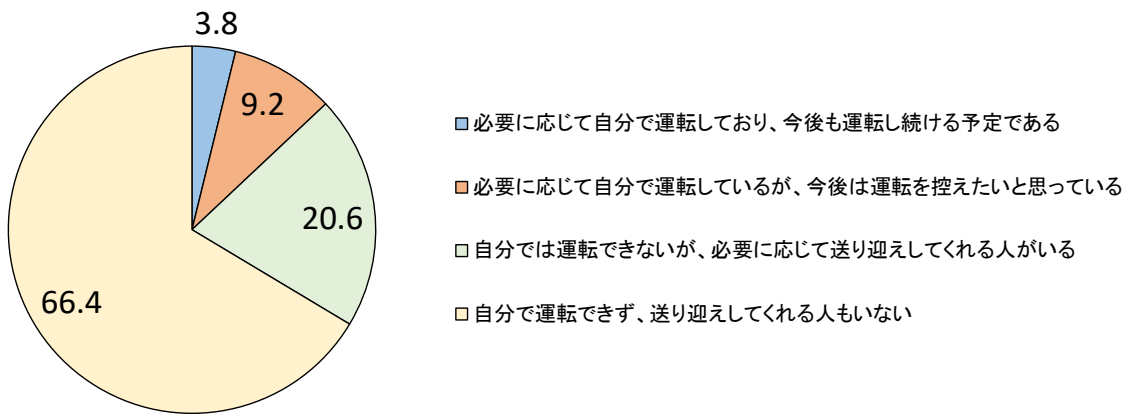 3.8
9.2
20.6
66.4
必要に応じて自分で運転しており、今後も運転し続ける予定である
必要に応じて自分で運転しているが、今後は運転を控えたいと思っている
自分では運転できないが、必要に応じて送り迎えしてくれる人がいる
自分で運転できず、送り迎えしてくれる人もいない